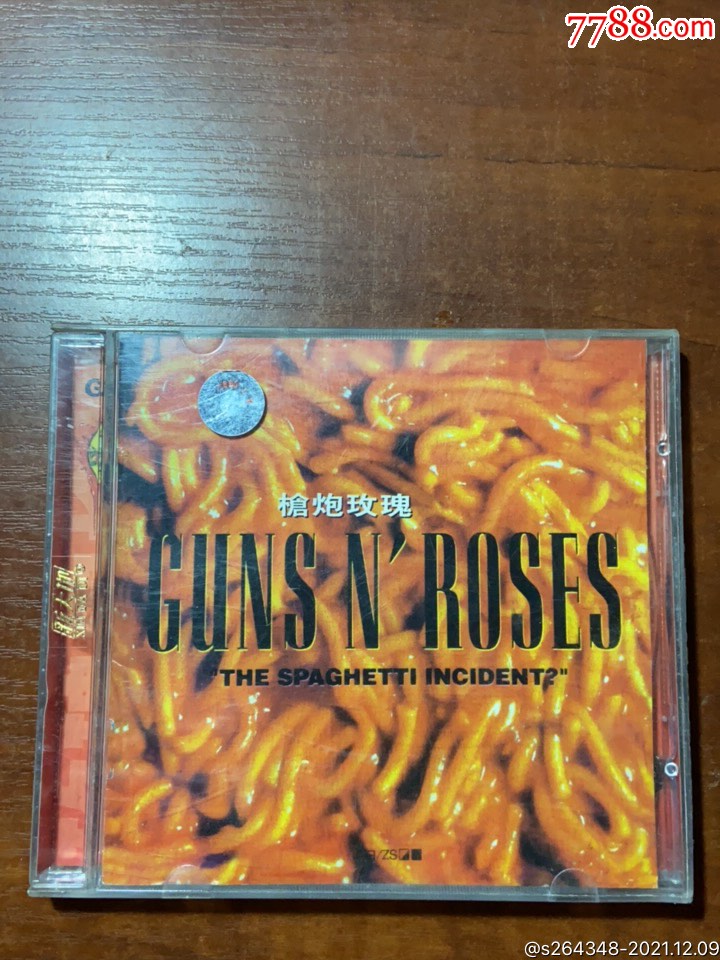 7788.com
槍炮玫瑰
GUNS N' ROSES
"THE SPAGHETTI INCIDENT?"
@s264348-2021.12.09